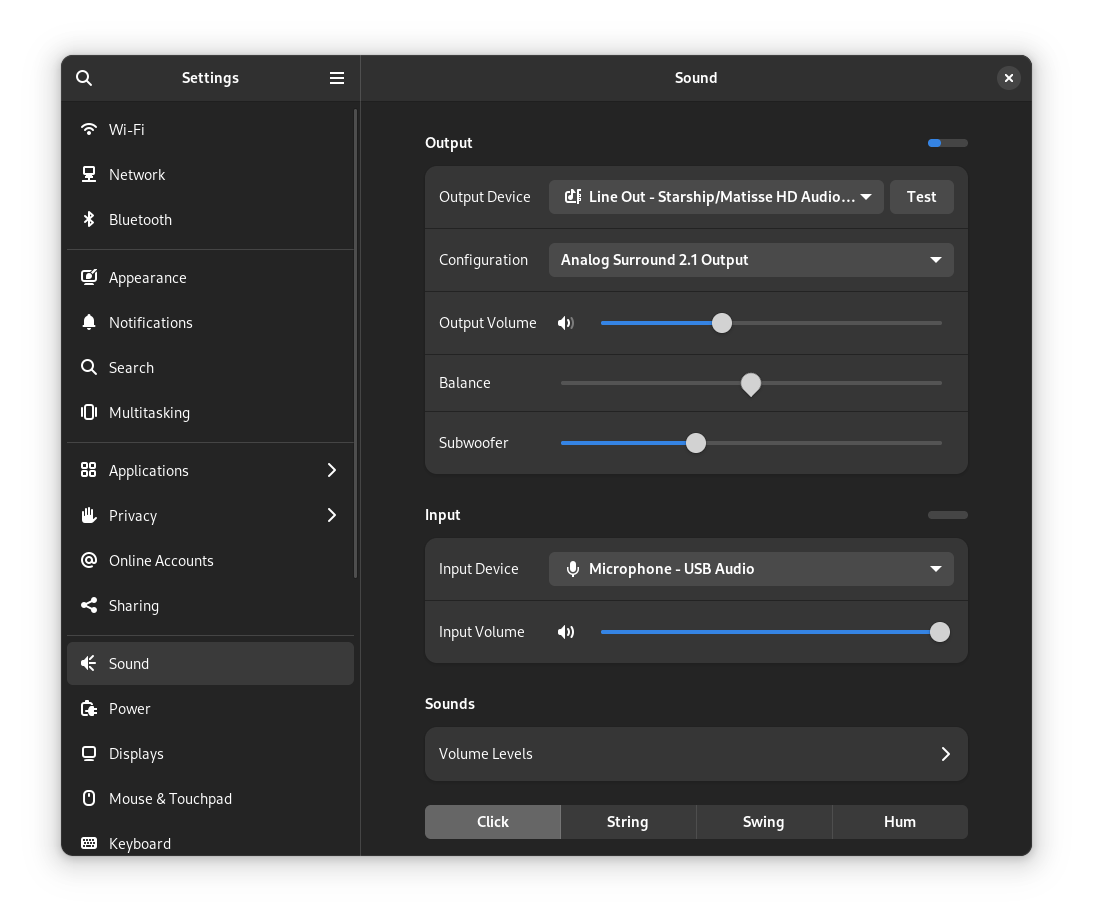 Settings
Sound
Wi-Fi
Network
Bluetooth
Appearance
Notifications
Search
Multitasking
Applications
Privacy
Online Accounts
Sharing
Sound
Power
Displays
Mouse & Touchpad
Keyboard
Output
Output Device Line Out - Starship/Matisse HD Audio… Test
Configuration Analog Surround 2.1 Output
Output Volume
Balance
Subwoofer
Input
Input Device Microphone - USB Audio
Input Volume
Sounds
Volume Levels
Click String Swing Hum